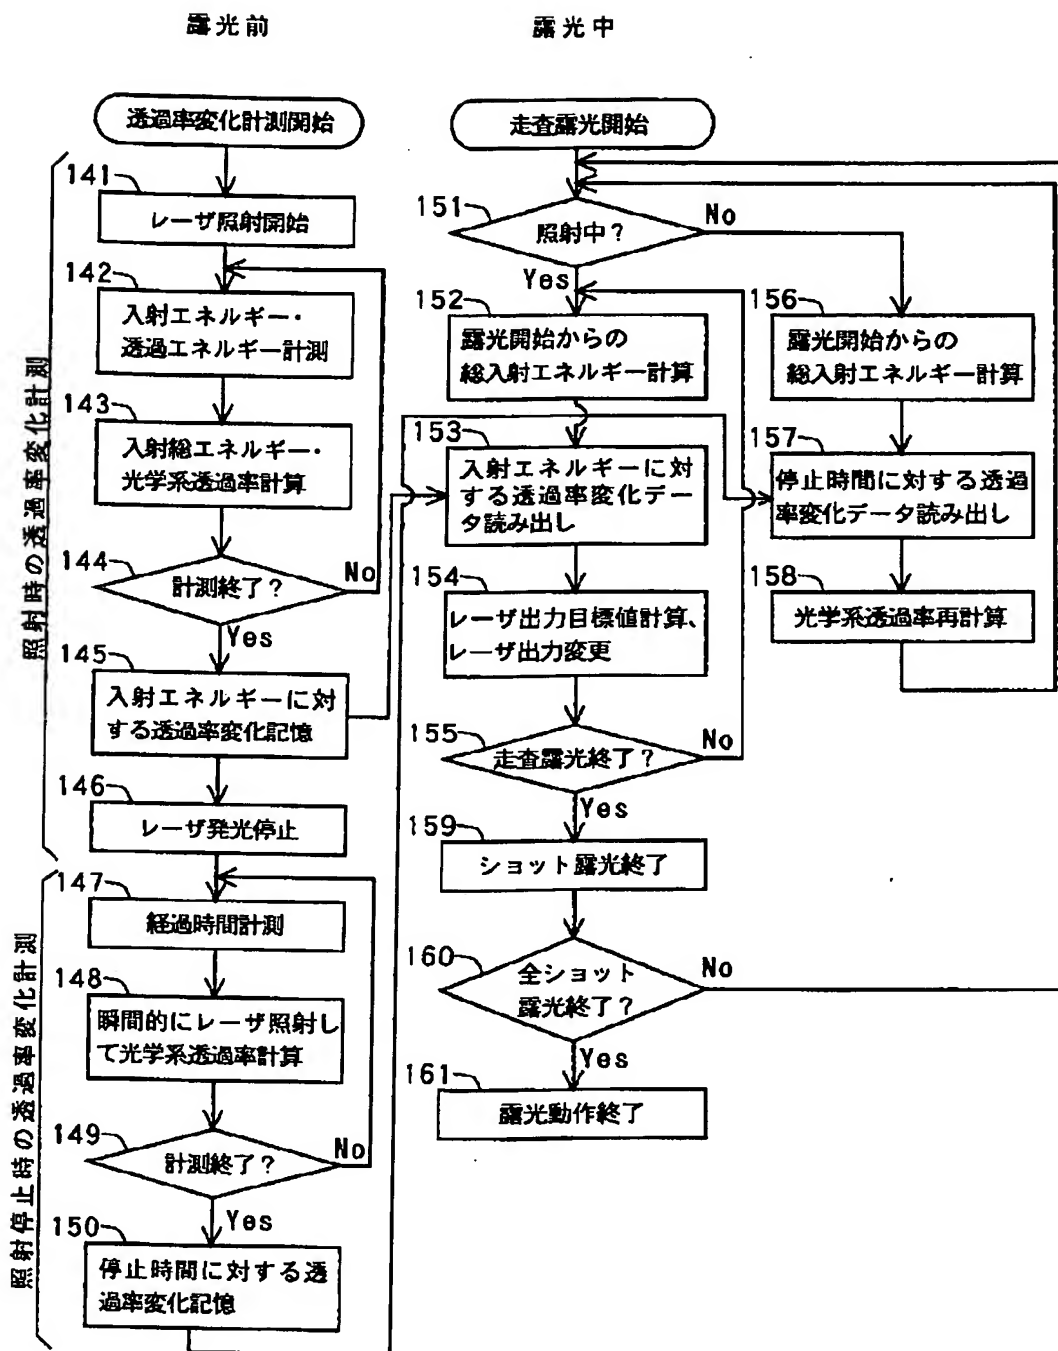 露光前
透過率変化計測開始
照射時の透過率変化計測
141
レーザ照射開始
142
入射エネルギー・
透過エネルギー計測
143
入射総エネルギー・
光学系透過率計算
144
計測終了?
No
Yes
145
入射エネルギーに対
する透過率変化記憶
146
レーザ発光停止
照射停止時の透過率変化計測
147
経過時間計測
148
瞬間的にレーザ照射し
て光学系透過率計算
149
計測終了?
No
Yes
150
停止時間に対する透
過率変化記憶
露光中
走査露光開始
151
照射中?
No
Yes
152
露光開始からの
総入射エネルギー計算
153
入射エネルギーに対
する透過率変化デー
タ読み出し
154
レーザ出力目標値計算、
レーザ出力変更
155
走査露光終了?
No
Yes
156
露光開始からの
総入射エネルギー計算
157
停止時間に対する透過
率変化データ読み出し
158
光学系透過率再計算
159
ショット露光終了
160
全ショット
露光終了?
No
Yes
161
露光動作終了